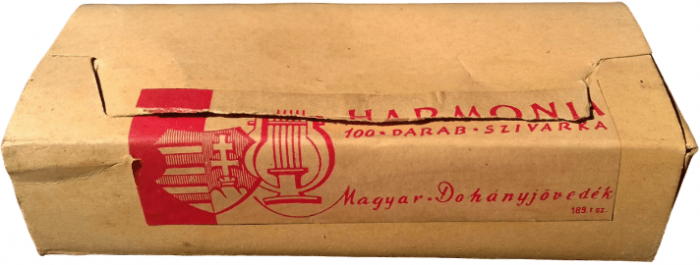 HARMONIA
100 • DARAB • SZIVARKA
Magyar • Dohányjövedék
189. r. sz.